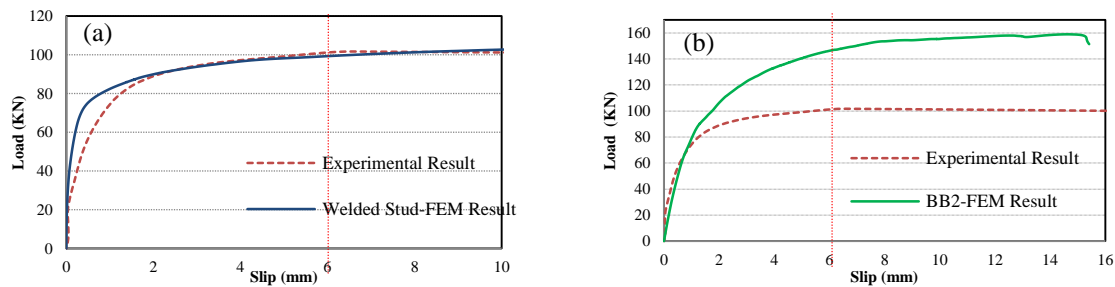 (a)
120
100
80
60
40
20
0
Load (KN)
Experimental Result
Welded Stud-FEM Result
0 2 4 6 8 10
Slip (mm)
(b)
180
160
140
120
100
80
60
40
20
0
Load (KN)
Experimental Result
BB2-FEM Result
0 2 4 6 8 10 12 14 16
Slip (mm)